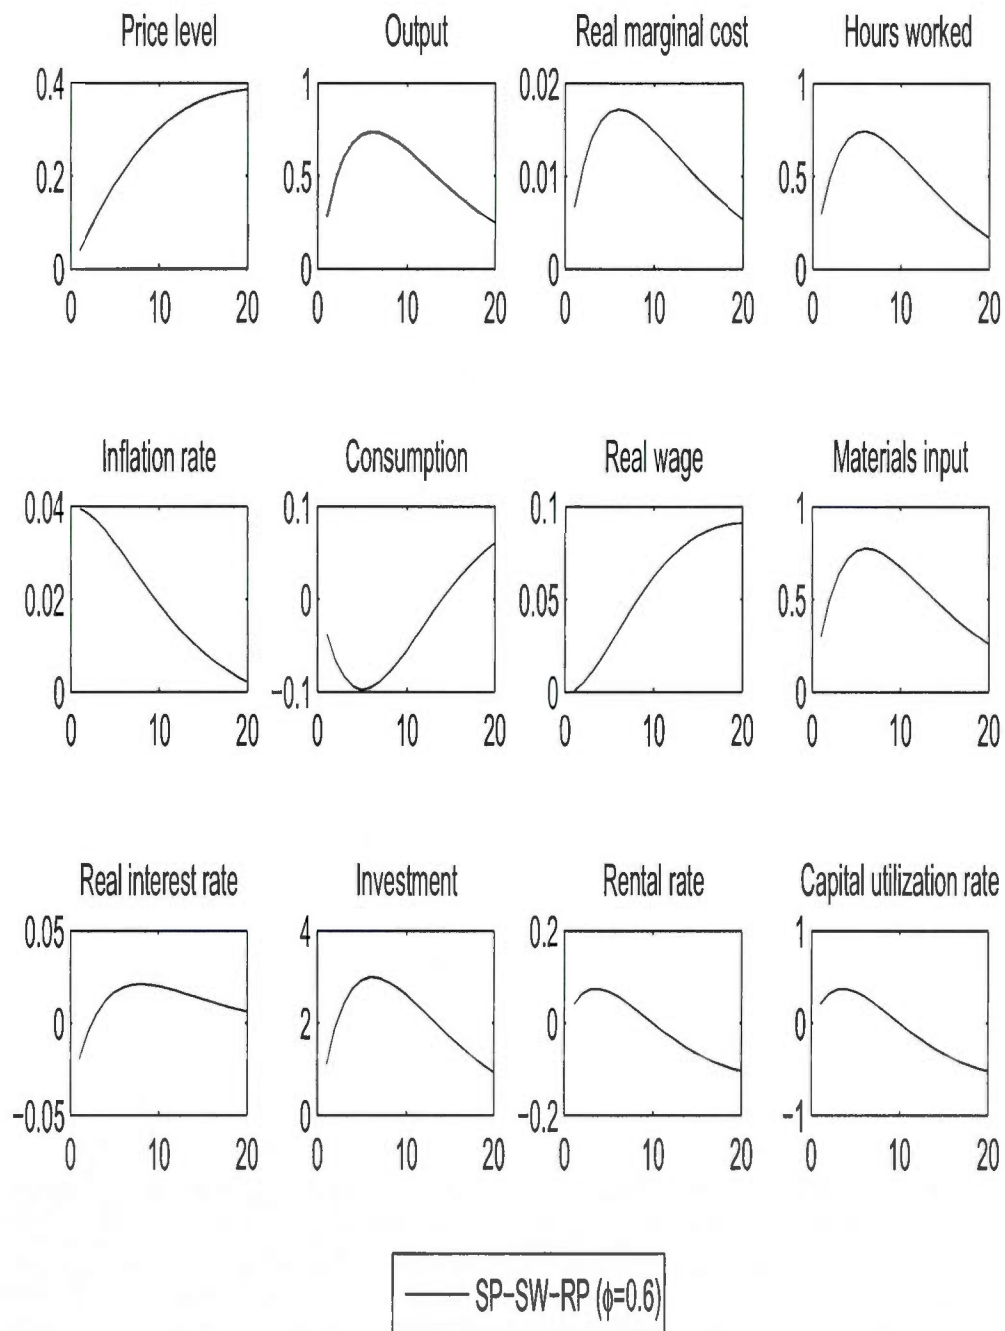 Price level
Output
Real marginal cost
Hours worked
0.4
0.2
0
0 10 20
1
0.5
0
0 10 20
0.02
0.01
0
0 10 20
1
0.5
0
0 10 20
Inflation rate
Consumption
Real wage
Materials input
0.04
0.02
0
0 10 20
0.1
0
−0.1
0 10 20
0.1
0.05
0
0 10 20
1
0.5
0
0 10 20
Real interest rate
Investment
Rental rate
Capital utilization rate
0.05
0
−0.05
0 10 20
4
2
0
0 10 20
0.2
0
−0.2
0 10 20
1
0
−1
0 10 20
SP−SW−RP (ϕ=0.6)